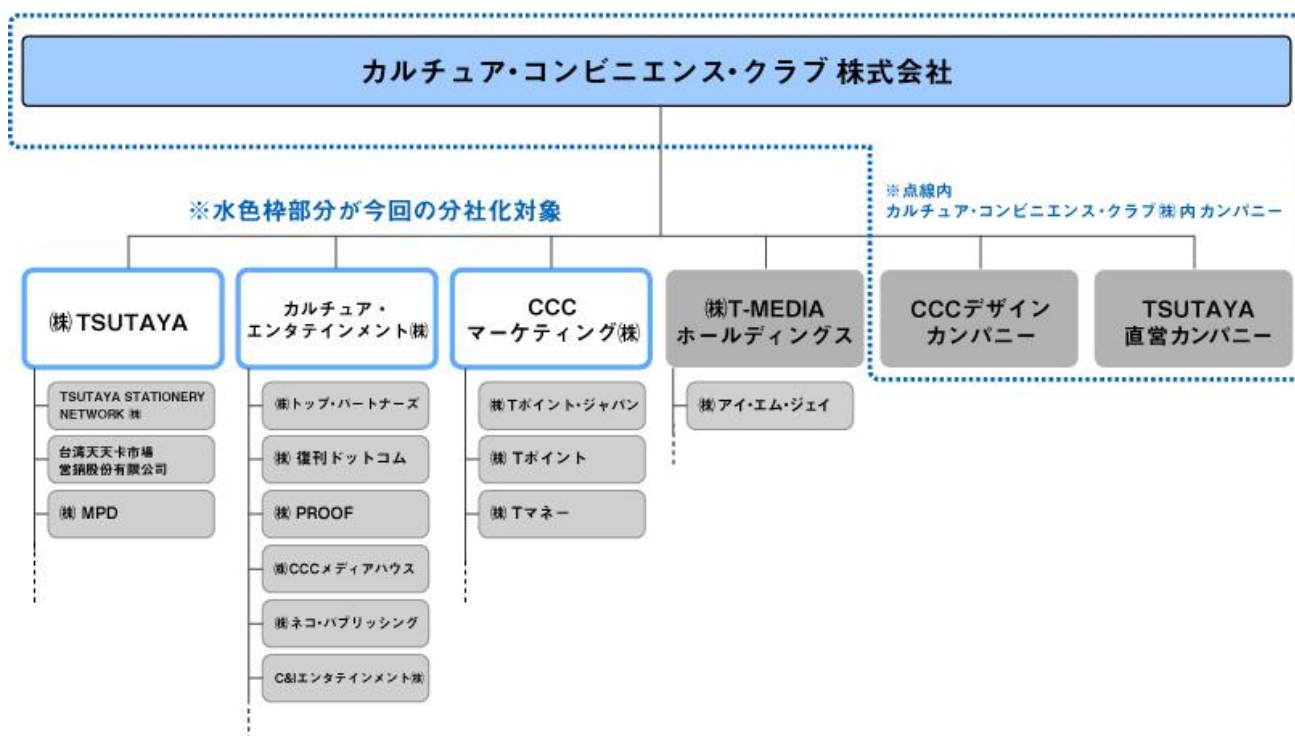 カルチュア・コンビニエンス・クラブ 株式会社
※水色枠部分が今回の分社化対象
※点線内
カルチュア・コンビニエンス・クラブ㈱内 カンパニー
㈱TSUTAYA
カルチュア・
エンタテインメント㈱
CCC
マーケティング㈱
㈱T-MEDIA
ホールディングス
CCCデザイン
カンパニー
TSUTAYA
直営カンパニー
TSUTAYA STATIONERY
NETWORK ㈱
台湾天天卡市場
営銷股份有限公司
㈱ MPD
㈱トップ・パートナーズ
㈱ 復刊ドットコム
㈱ PROOF
㈱CCCメディアハウス
㈱ネコ・パブリッシング
C&Iエンタテインメント㈱
㈱Tポイント・ジャパン
㈱ Tポイント
㈱ Tマネー
㈱アイ・エム・ジェイ